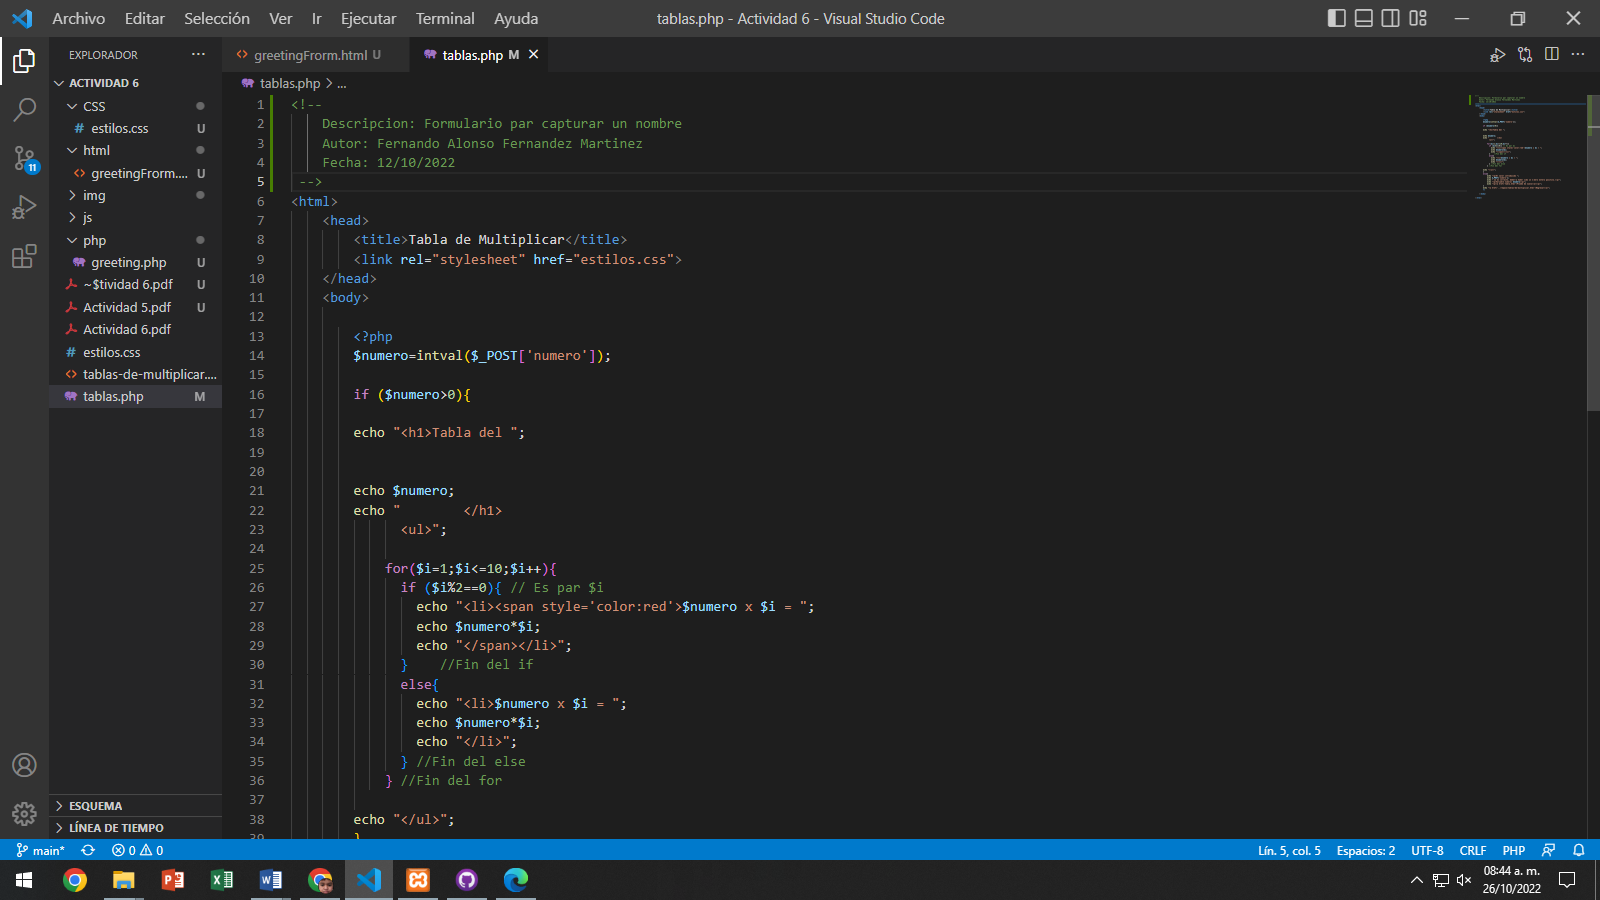 Archivo Editar Selección Ver Ir Ejecutar Terminal Ayuda
tablas.php - Actividad 6 - Visual Studio Code
EXPLORADOR
greetingFrorm.html U
tablas.php M
ACTIVIDAD 6
tablas.php > ...
CSS
estilos.css U
html
greetingFrorm.... U
img
js
php
greeting.php U
~$tividad 6.pdf U
Actividad 5.pdf U
Actividad 6.pdf
estilos.css
tablas-de-multiplicar....
tablas.php M
11
ESQUEMA
LÍNEA DE TIEMPO
1 <!--
2 Descripcion: Formulario par capturar un nombre
3 Autor: Fernando Alonso Fernandez Martinez
4 Fecha: 12/10/2022
5 -->
6 <html>
7 <head>
8 <title>Tabla de Multiplicar</title>
9 <link rel="stylesheet" href="estilos.css">
10 </head>
11 <body>
12
13 <?php
14 $numero=intval($_POST['numero']);
15
16 if ($numero>0){
17
18 echo "<h1>Tabla del ";
19
20
21 echo $numero;
22 echo "        </h1>
23 <ul>";
24
25 for($i=1;$i<=10;$i++){
26 if ($i%2==0){ // Es par $i
27 echo "<li><span style='color:red'>$numero x $i = ";
28 echo $numero*$i;
29 echo "</span></li>";
30 }    //Fin del if
31 else{
32 echo "<li>$numero x $i = ";
33 echo $numero*$i;
34 echo "</li>";
35 } //Fin del else
36 } //Fin del for
37
38 echo "</ul>";
39 }
main* 0 0
Lín. 5, col. 5 Espacios: 2 UTF-8 CRLF PHP
08:44 a. m.
26/10/2022